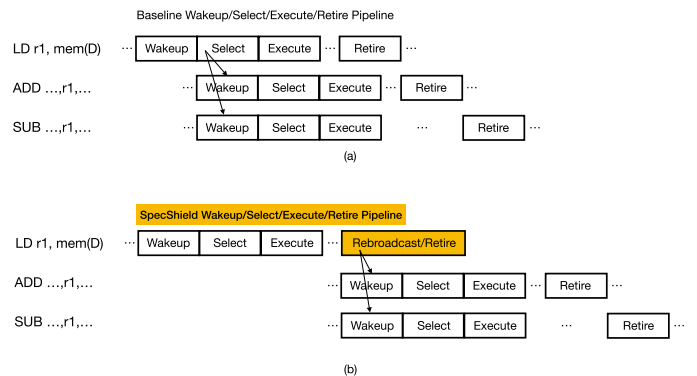 Baseline Wakeup/Select/Execute/Retire Pipeline
LD r1, mem(D) ... Wakeup Select Execute ... Retire ...
ADD ...,r1,... ... Wakeup Select Execute ... Retire ...
SUB ...,r1,... ... Wakeup Select Execute ... Retire ...
(a)
SpecShield Wakeup/Select/Execute/Retire Pipeline
LD r1, mem(D) ... Wakeup Select Execute ... Rebroadcast/Retire
ADD ...,r1,... ... Wakeup Select Execute ... Retire ...
SUB ...,r1,... ... Wakeup Select Execute ... Retire ...
(b)